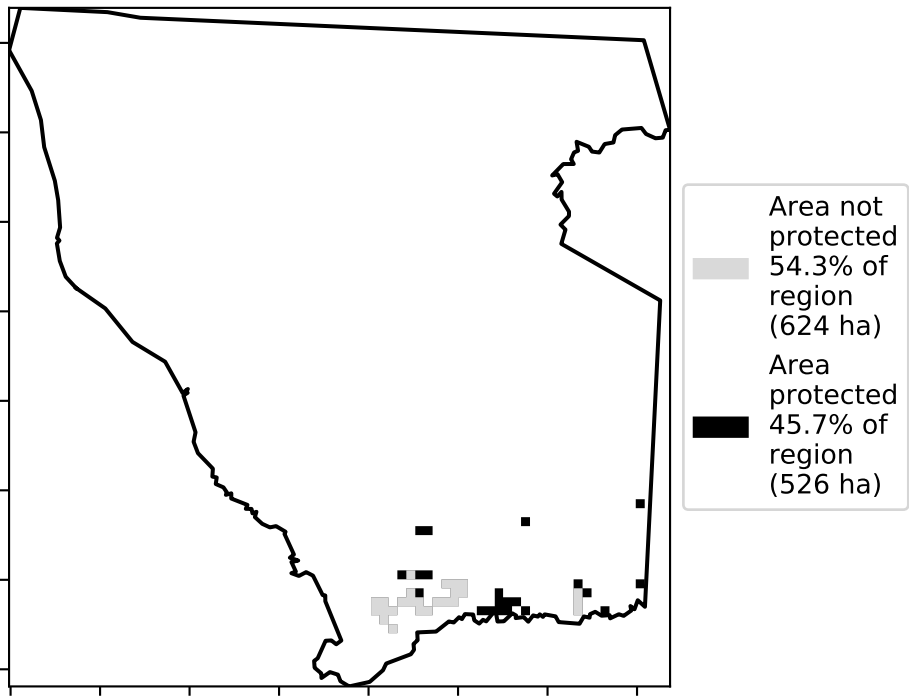 Area not
protected
54.3% of
region
(624 ha)
Area
protected
45.7% of
region
(526 ha)